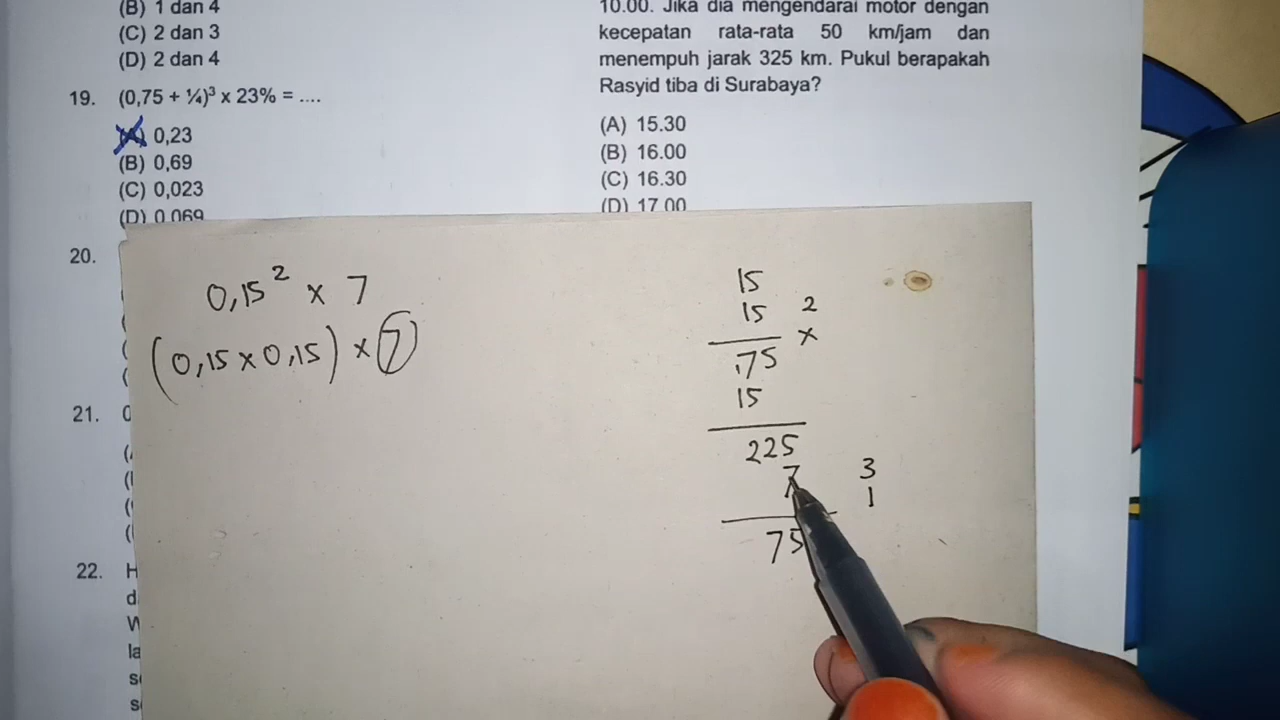 (B) 1 dan 4
(C) 2 dan 3
(D) 2 dan 4
19. (0,75 + ¼)³ x 23% = ....
(A) 0,23
(B) 0,69
(C) 0,023
(D) 0,069
20.
21. 0
22. H
d
W
la
s
s
10.00. Jika dia mengendarai motor dengan
kecepatan rata-rata 50 km/jam dan
menempuh jarak 325 km. Pukul berapakah
Rasyid tiba di Surabaya?
(A) 15.30
(B) 16.00
(C) 16.30
(D) 17.00
0,15² x 7
(0,15 x 0,15) x 7
15
15 2
x
75
15
225
7 3
1
75